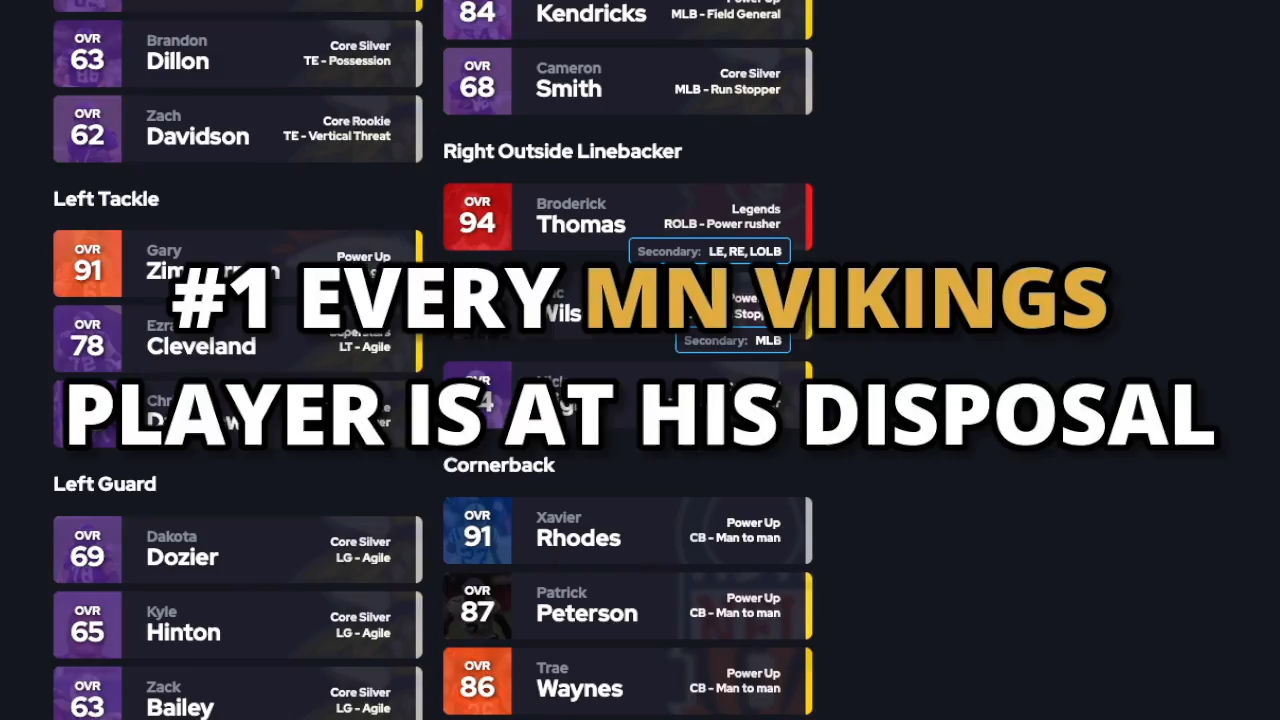 OVR
63
Brandon
Dillon
Core Silver
TE - Possession
OVR
62
Zach
Davidson
Core Rookie
TE - Vertical Threat
Left Tackle
OVR
91
Gary
Power Up
OVR
78
Cleveland
LT - Agile
Left Guard
OVR
69
Dakota
Dozier
Core Silver
LG - Agile
OVR
65
Kyle
Hinton
Core Silver
LG - Agile
OVR
63
Zack
Bailey
Core Silver
LG - Agile
84
Kendricks
MLB - Field General
OVR
68
Cameron
Smith
Core Silver
MLB - Run Stopper
Right Outside Linebacker
OVR
94
Broderick
Thomas
Legends
ROLB - Power rusher
Secondary: LE, RE, LOLB
Secondary: MLB
Cornerback
OVR
91
Xavier
Rhodes
Power Up
CB - Man to man
OVR
87
Patrick
Peterson
Power Up
CB - Man to man
OVR
86
Trae
Waynes
Power Up
CB - Man to man
#1 EVERY MN VIKINGS
PLAYER IS AT HIS DISPOSAL